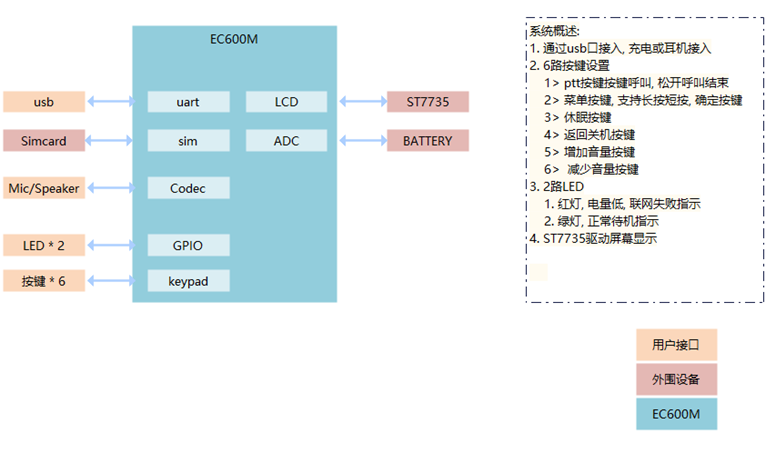 EC600M
usb
uart
LCD
ST7735
Simcard
sim
ADC
BATTERY
Mic/Speaker
Codec
LED * 2
GPIO
按键 * 6
keypad
系统概述:
1. 通过usb口接入, 充电或耳机接入
2. 6路按键设置
1> ptt按键按键呼叫, 松开呼叫结束
2> 菜单按键, 支持长按短按, 确定按键
3> 休眠按键
4> 返回关机按键
5> 增加音量按键
6> 减少音量按键
3. 2路LED
1. 红灯, 电量低, 联网失败指示
2. 绿灯, 正常待机指示
4. ST7735驱动屏幕显示
用户接口
外围设备
EC600M